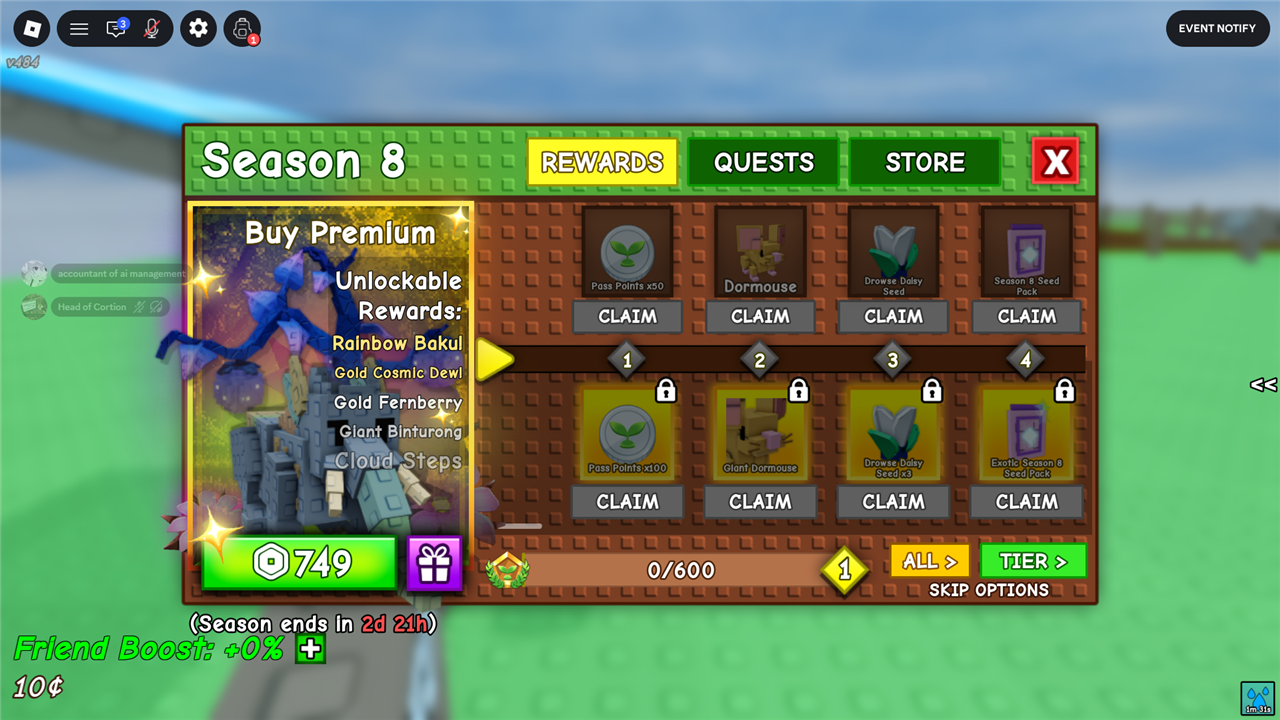 3
1
EVENT NOTIFY
v484
Season 8
REWARDS
QUESTS
STORE
X
Buy Premium
Unlockable
Rewards:
Rainbow Bakul
Gold Cosmic Dewl
Gold Fernberry
Giant Binturong
Cloud Steps
749
accountant of ai management
Head of Cortion
Pass Points x50
Dormouse
Drowse Daisy
Seed
Season 8 Seed
Pack
CLAIM
CLAIM
CLAIM
CLAIM
1
2
3
4
Pass Points x100
Giant Dormouse
Drowse Daisy
Seed x3
Exotic Season 8
Seed Pack
CLAIM
CLAIM
CLAIM
CLAIM
<<
0/600
1
ALL >
TIER >
SKIP OPTIONS
(Season ends in 2d 21h)
Friend Boost: +0% +
10¢
1m 31s